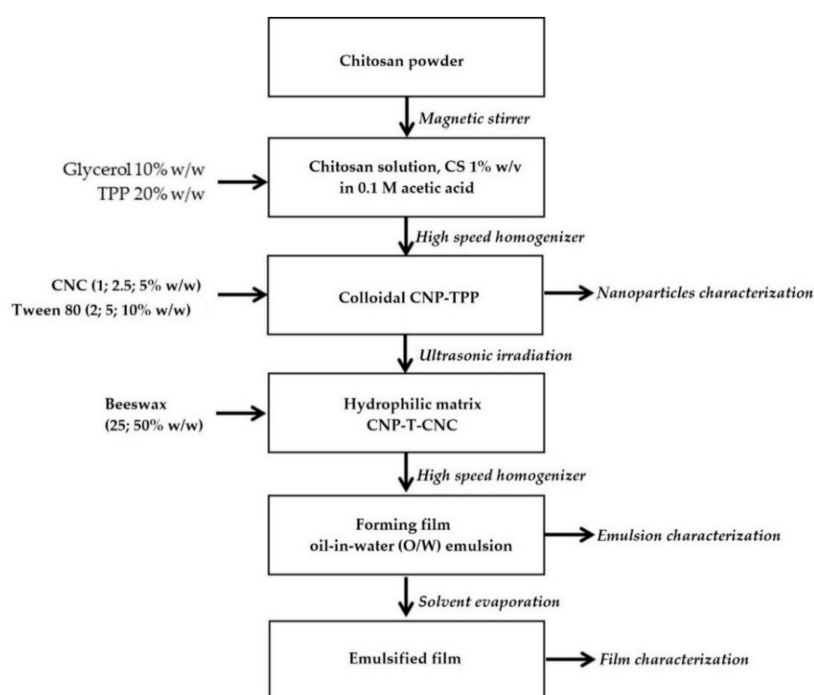 Chitosan powder
Magnetic stirrer
Glycerol 10% w/w
TPP 20% w/w
Chitosan solution, CS 1% w/v
in 0.1 M acetic acid
High speed homogenizer
CNC (1; 2.5; 5% w/w)
Tween 80 (2; 5; 10% w/w)
Colloidal CNP-TPP
Nanoparticles characterization
Ultrasonic irradiation
Beeswax
(25; 50% w/w)
Hydrophilic matrix
CNP-T-CNC
High speed homogenizer
Forming film
oil-in-water (O/W) emulsion
Emulsion characterization
Solvent evaporation
Emulsified film
Film characterization